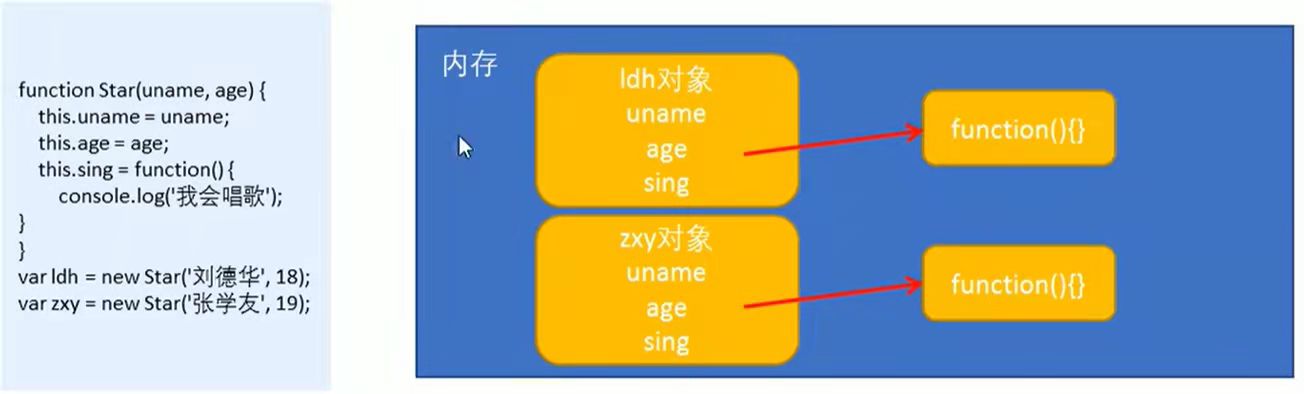 function Star(uname, age) {
this.uname = uname;
this.age = age;
this.sing = function() {
console.log('我会唱歌');
}
}
var ldh = new Star('刘德华', 18);
var zxy = new Star('张学友', 19);
内存
ldh对象
uname
age
sing
function(){}
zxy对象
uname
age
sing
function(){}